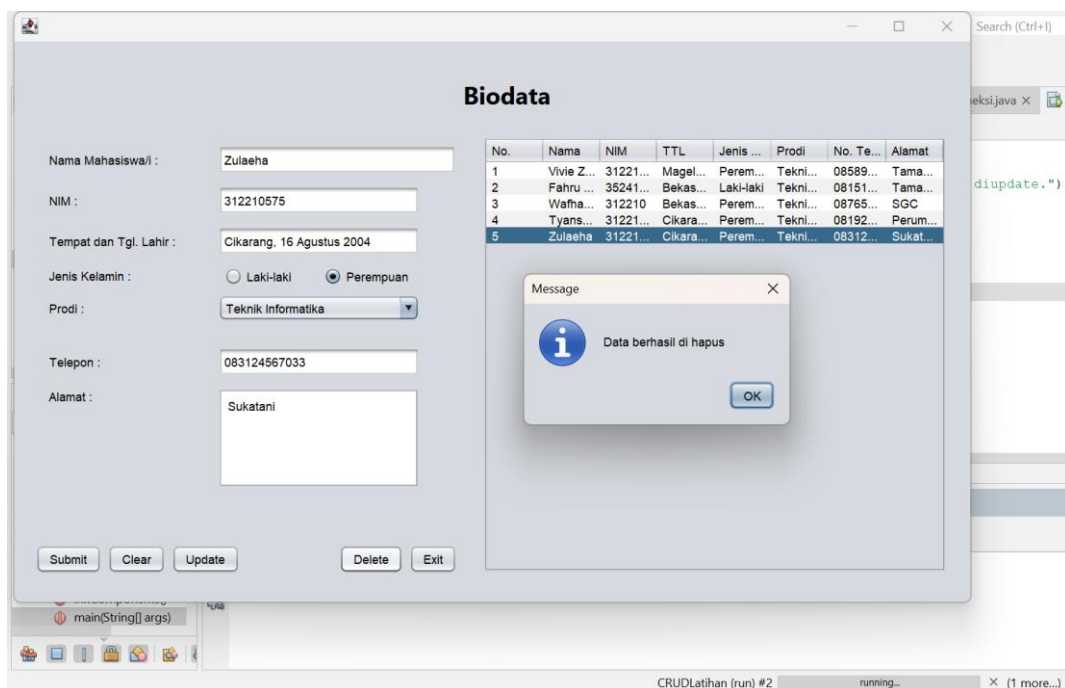 Search (Ctrl+I)
Biodata
eksi.java
diupdate.")
Nama Mahasiswa/i :
Zulaeha
NIM :
312210575
Tempat dan Tgl. Lahir :
Cikarang, 16 Agustus 2004
Jenis Kelamin :
Laki-laki
Perempuan
Prodi :
Teknik Informatika
Telepon :
083124567033
Alamat :
Sukatani
Submit
Clear
Update
Delete
Exit
No. Nama NIM TTL Jenis ... Prodi No. Te... Alamat
1 Vivie Z... 31221... Magel... Perem... Tekni... 08589... Tama...
2 Fahru ... 35241... Bekas... Laki-laki Tekni... 08151... Tama...
3 Wafha... 312210 Bekas... Perem... Tekni... 08765... SGC
4 Tyans... 31221... Cikara... Perem... Tekni... 08192... Perum...
5 Zulaeha 31221... Cikara... Perem... Tekni... 08312... Sukat...
Message
Data berhasil di hapus
OK
main(String[] args)
CRUDLatihan (run) #2
running...
(1 more...)